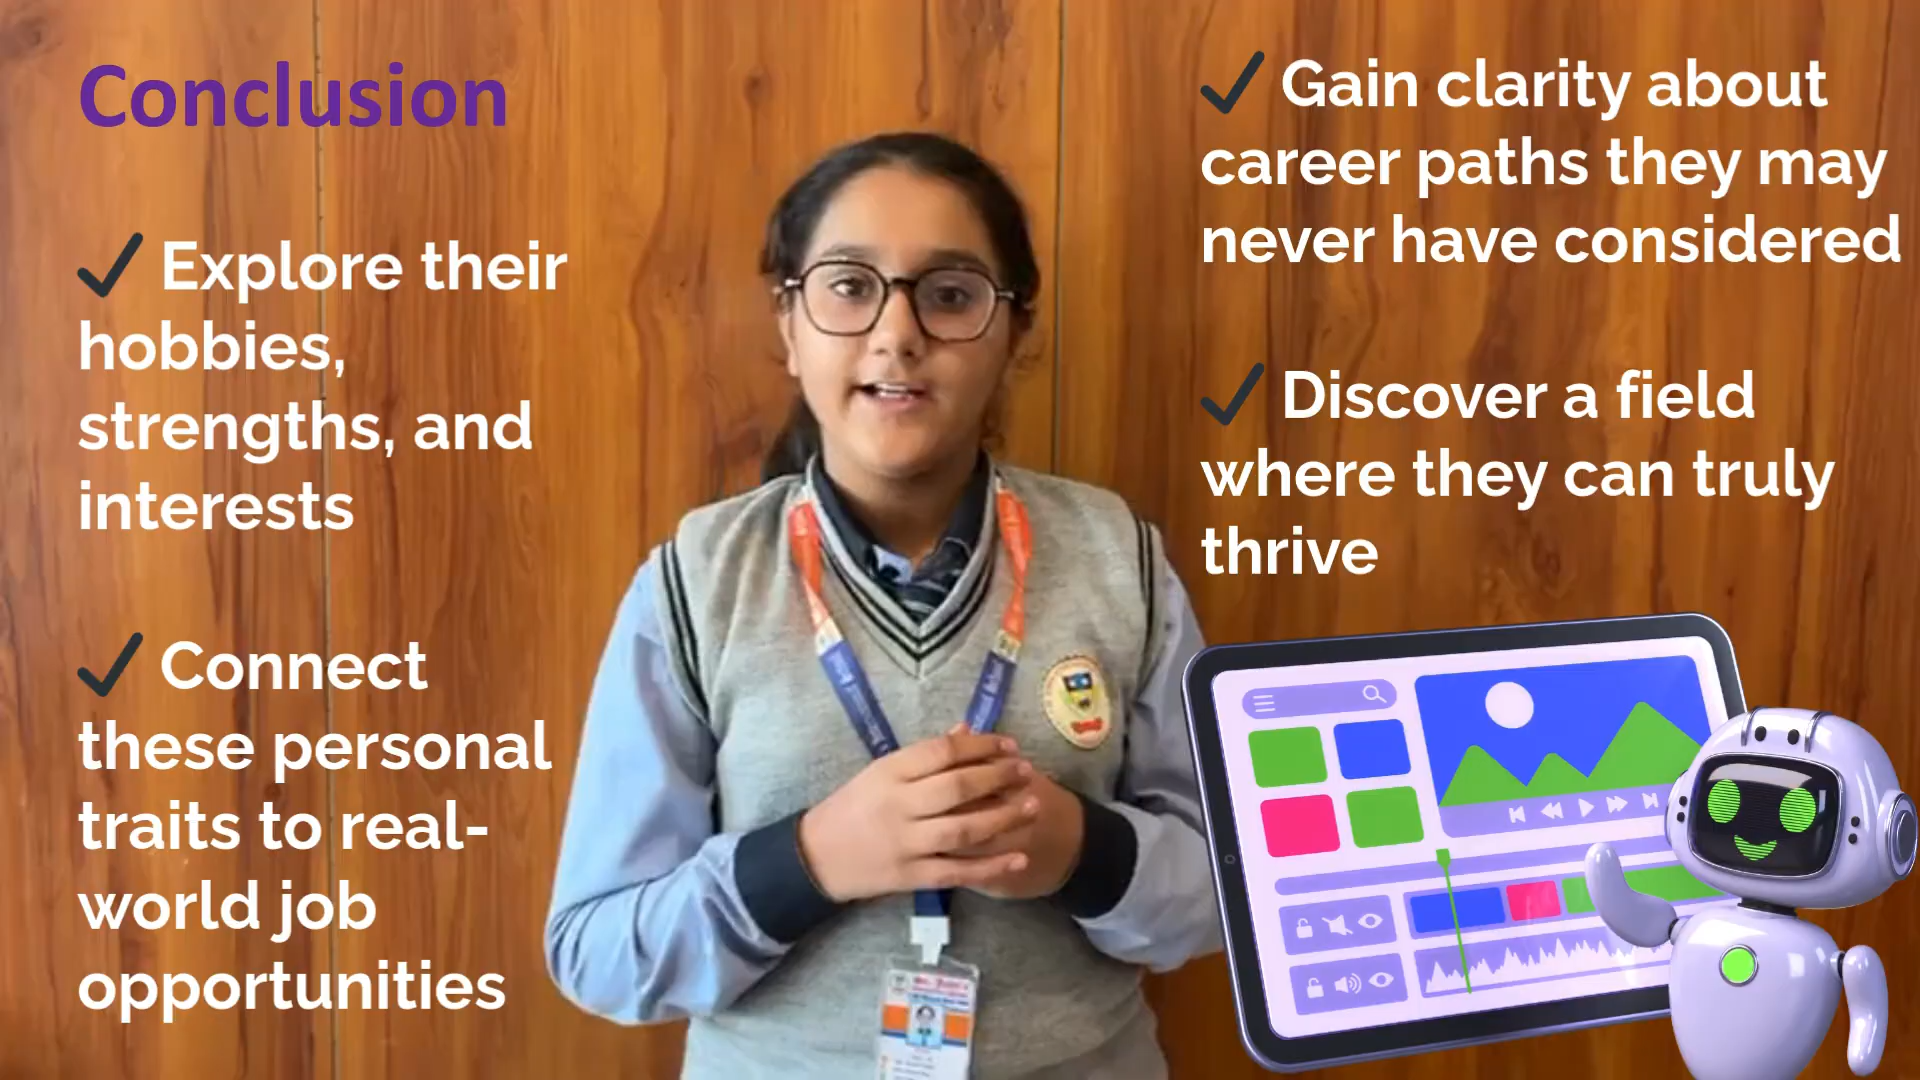 Conclusion
✓ Explore their
hobbies,
strengths, and
interests
✓ Connect
these personal
traits to real-
world job
opportunities
✓ Gain clarity about
career paths they may
never have considered
✓ Discover a field
where they can truly
thrive